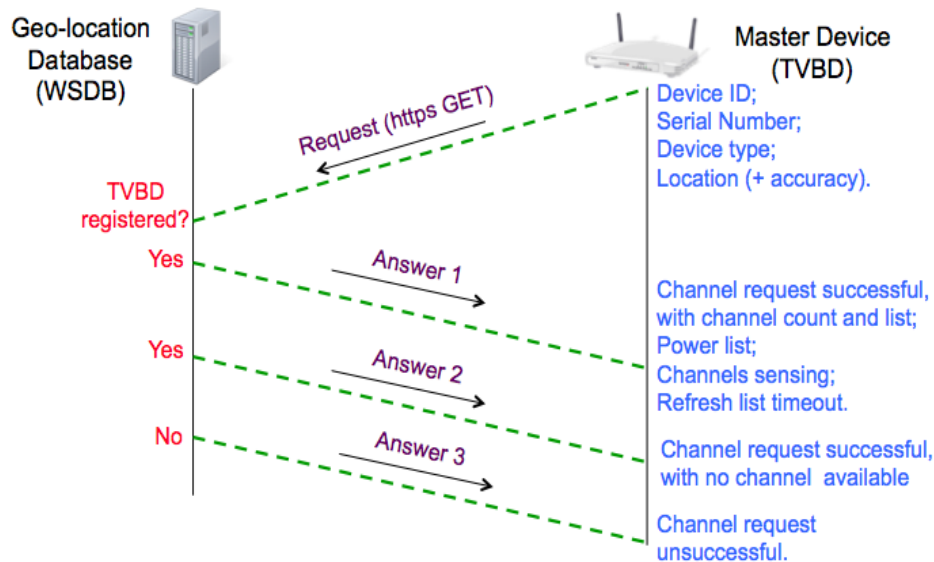 Geo-location
Database
(WSDB)
Master Device
(TVBD)
Request (https GET)
Device ID;
Serial Number;
Device type;
Location (+ accuracy).
TVBD
registered?
Yes
Answer 1
Channel request successful,
with channel count and list;
Power list;
Channels sensing;
Refresh list timeout.
Yes
Answer 2
Channel request successful,
with no channel available
No
Answer 3
Channel request
unsuccessful.